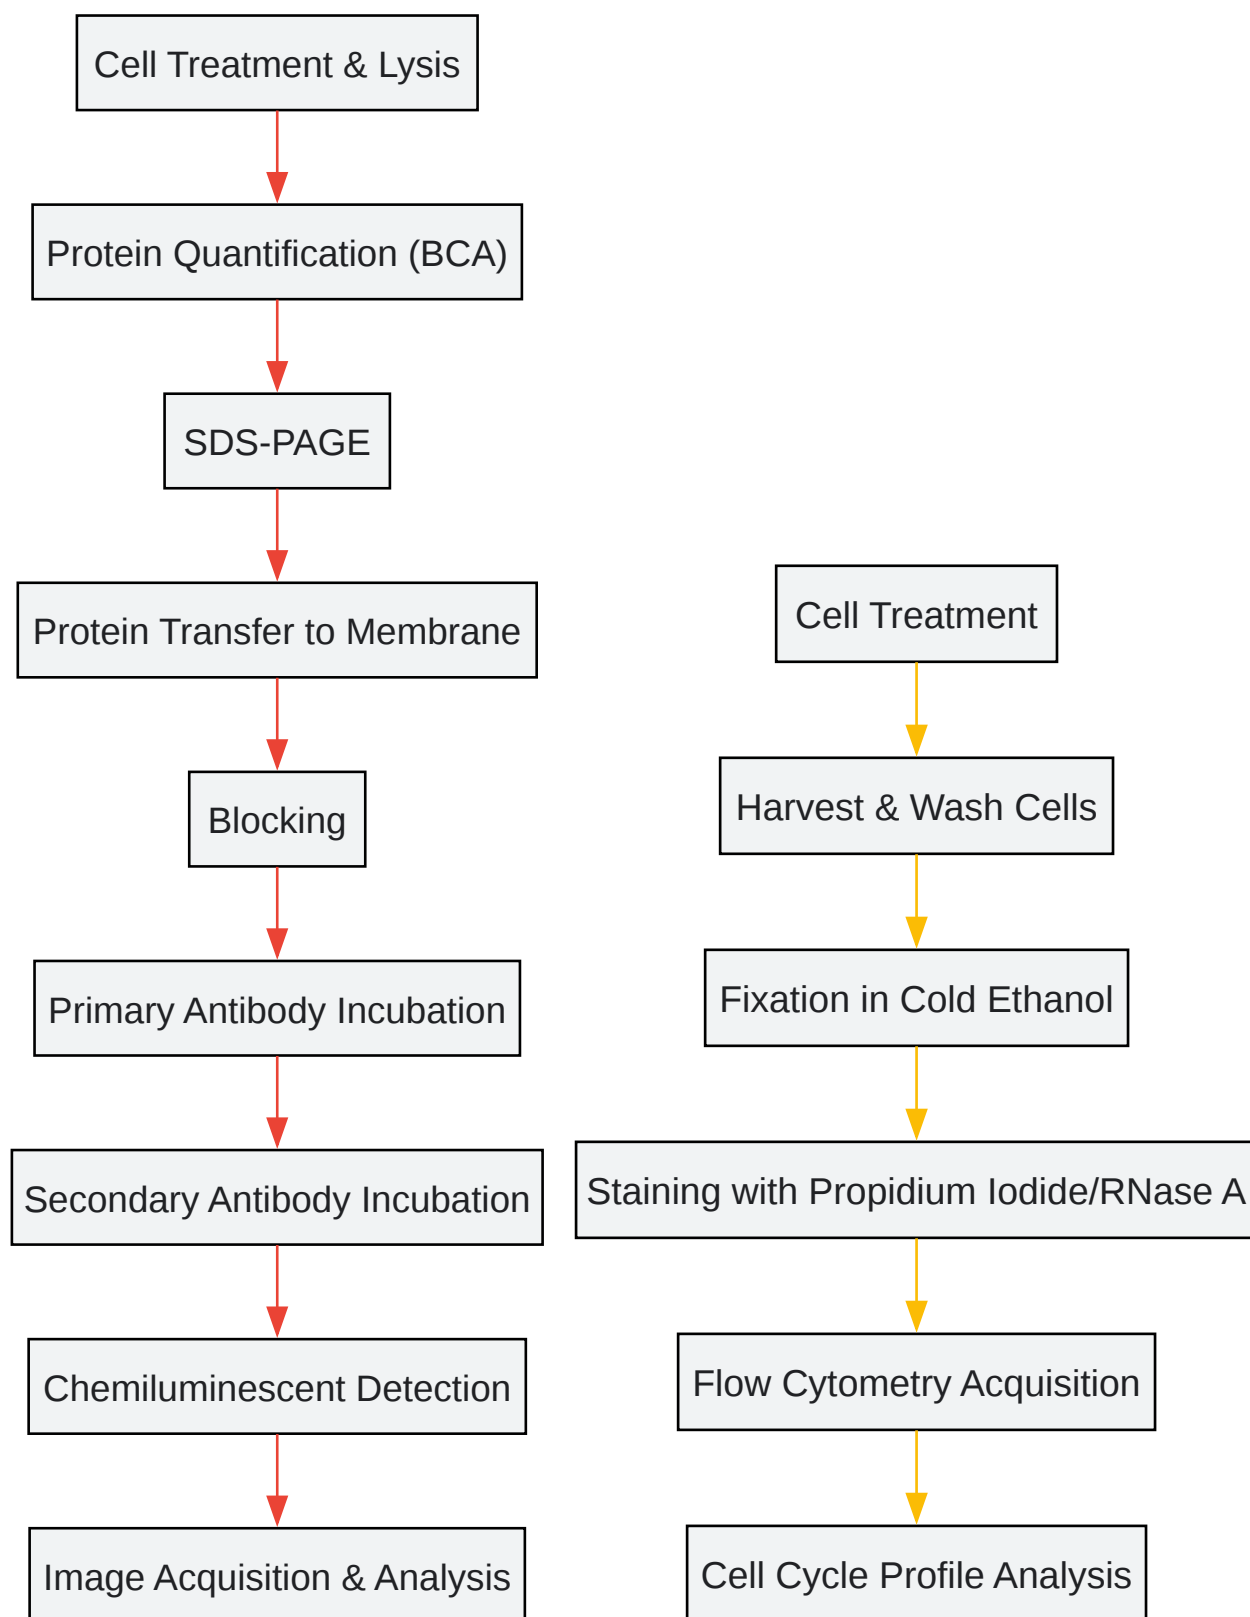 Cell Treatment & Lysis
Protein Quantification (BCA)
SDS-PAGE
Protein Transfer to Membrane
Blocking
Primary Antibody Incubation
Secondary Antibody Incubation
Chemiluminescent Detection
Image Acquisition & Analysis
Cell Treatment
Harvest & Wash Cells
Fixation in Cold Ethanol
Staining with Propidium Iodide/RNase A
Flow Cytometry Acquisition
Cell Cycle Profile Analysis